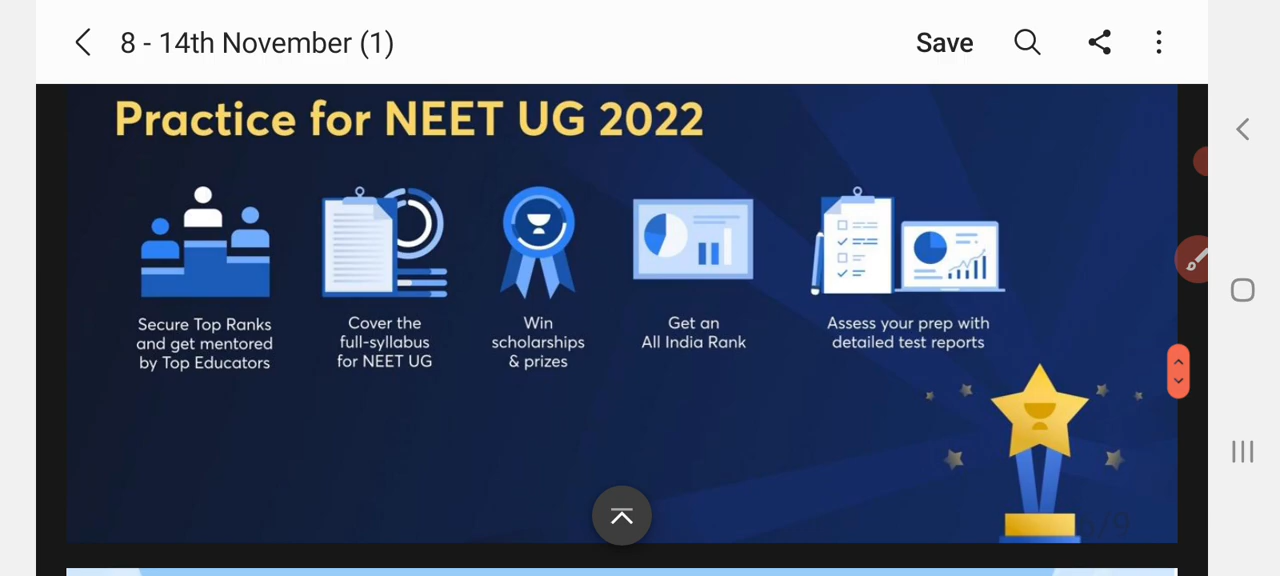 8 - 14th November (1)
Save
Practice for NEET UG 2022
Secure Top Ranks
and get mentored
by Top Educators
Cover the
full-syllabus
for NEET UG
Win
scholarships
& prizes
Get an
All India Rank
Assess your prep with
detailed test reports
/9